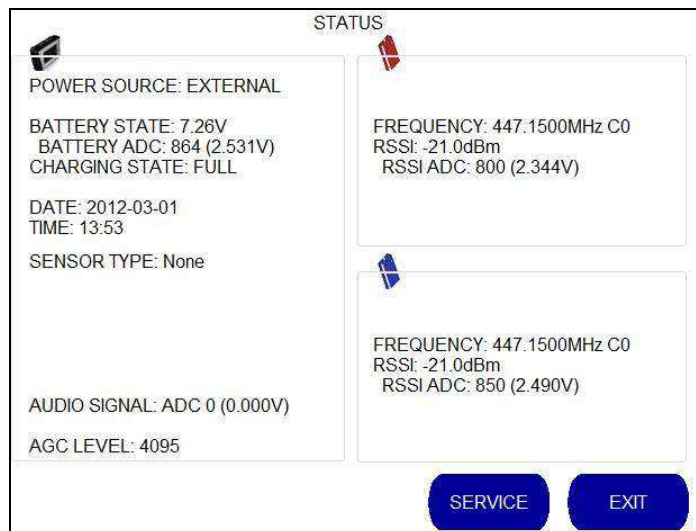 STATUS
POWER SOURCE: EXTERNAL
BATTERY STATE: 7.26V
BATTERY ADC: 864 (2.531V)
CHARGING STATE: FULL
DATE: 2012-03-01
TIME: 13:53
SENSOR TYPE: None
AUDIO SIGNAL: ADC 0 (0.000V)
AGC LEVEL: 4095
FREQUENCY: 447.1500MHz C0
RSSI: -21.0dBm
RSSI ADC: 800 (2.344V)
FREQUENCY: 447.1500MHz C0
RSSI: -21.0dBm
RSSI ADC: 850 (2.490V)
SERVICE
EXIT